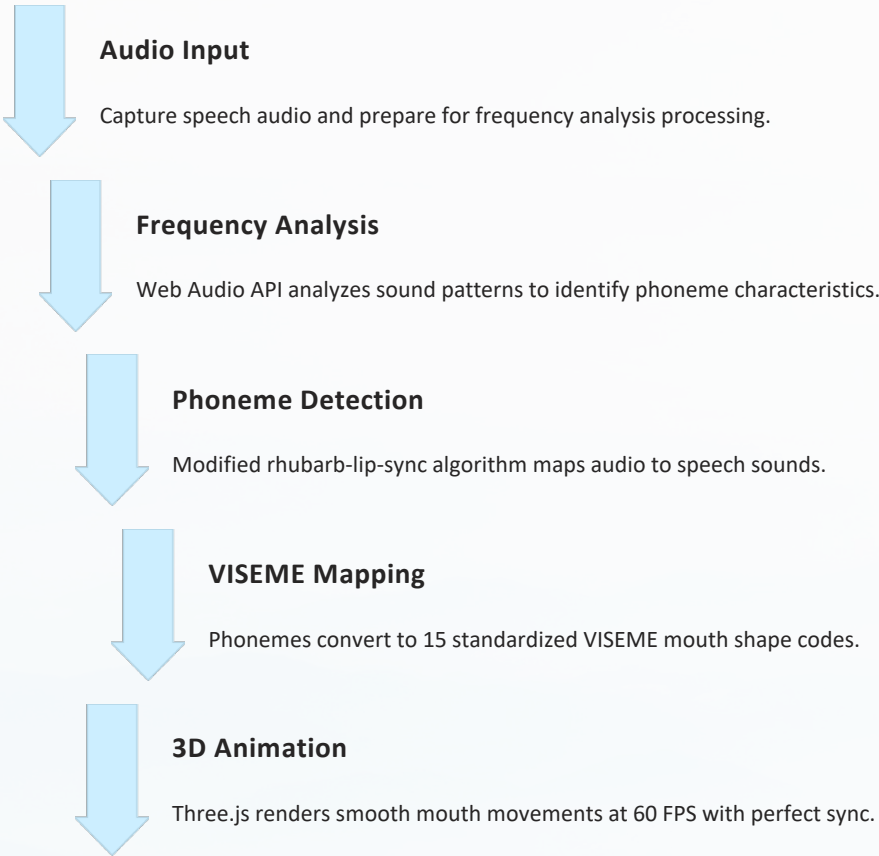 Audio Input
Capture speech audio and prepare for frequency analysis processing.
Frequency Analysis
Web Audio API analyzes sound patterns to identify phoneme characteristics.
Phoneme Detection
Modified rhubarb-lip-sync algorithm maps audio to speech sounds.
VISEME Mapping
Phonemes convert to 15 standardized VISEME mouth shape codes.
3D Animation
Three.js renders smooth mouth movements at 60 FPS with perfect sync.